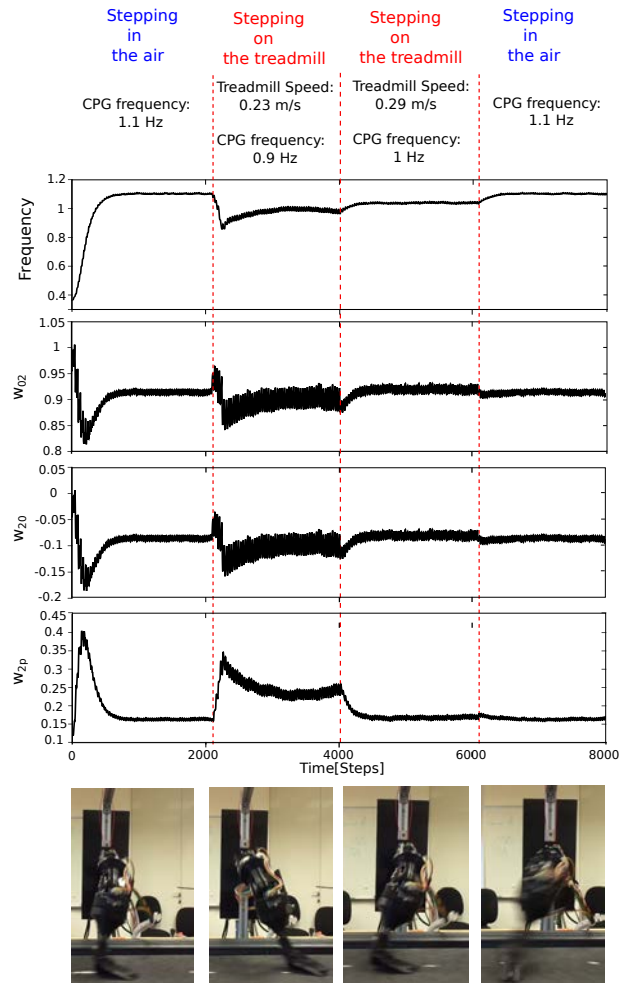 Stepping in the air
Stepping on the treadmill
Stepping on the treadmill
Stepping in the air
CPG frequency: 1.1 Hz
Treadmill Speed: 0.23 m/s
CPG frequency: 0.9 Hz
Treadmill Speed: 0.29 m/s
CPG frequency: 1 Hz
CPG frequency: 1.1 Hz
Frequency
1.2
1
0.8
0.6
0.4
w02
1.05
1
0.95
0.9
0.85
0.8
w20
0.05
0
-0.05
-0.1
-0.15
-0.2
w2p
0.45
0.4
0.35
0.3
0.25
0.2
0.15
0.1
0 2000 4000 6000 8000
Time[Steps]